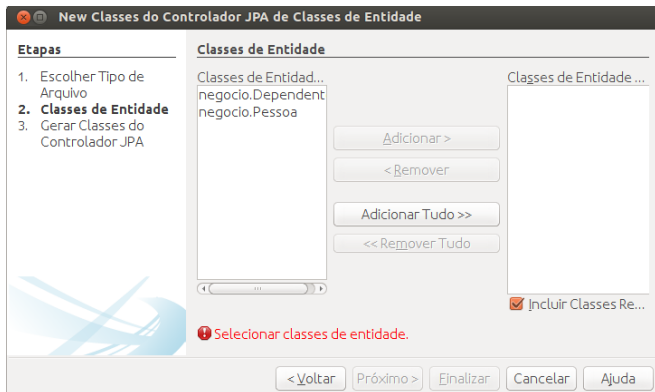 New Classes do Controlador JPA de Classes de Entidade
Etapas
1. Escolher Tipo de
Arquivo
2. Classes de Entidade
3. Gerar Classes do
Controlador JPA
Classes de Entidade
Classes de Entidad...
negocio.Dependent
negocio.Pessoa
Adicionar >
< Remover
Adicionar Tudo >>
<< Remover Tudo
Classes de Entidade ...
Incluir Classes Re...
Selecionar classes de entidade.
< Voltar
Próximo >
Finalizar
Cancelar
Ajuda